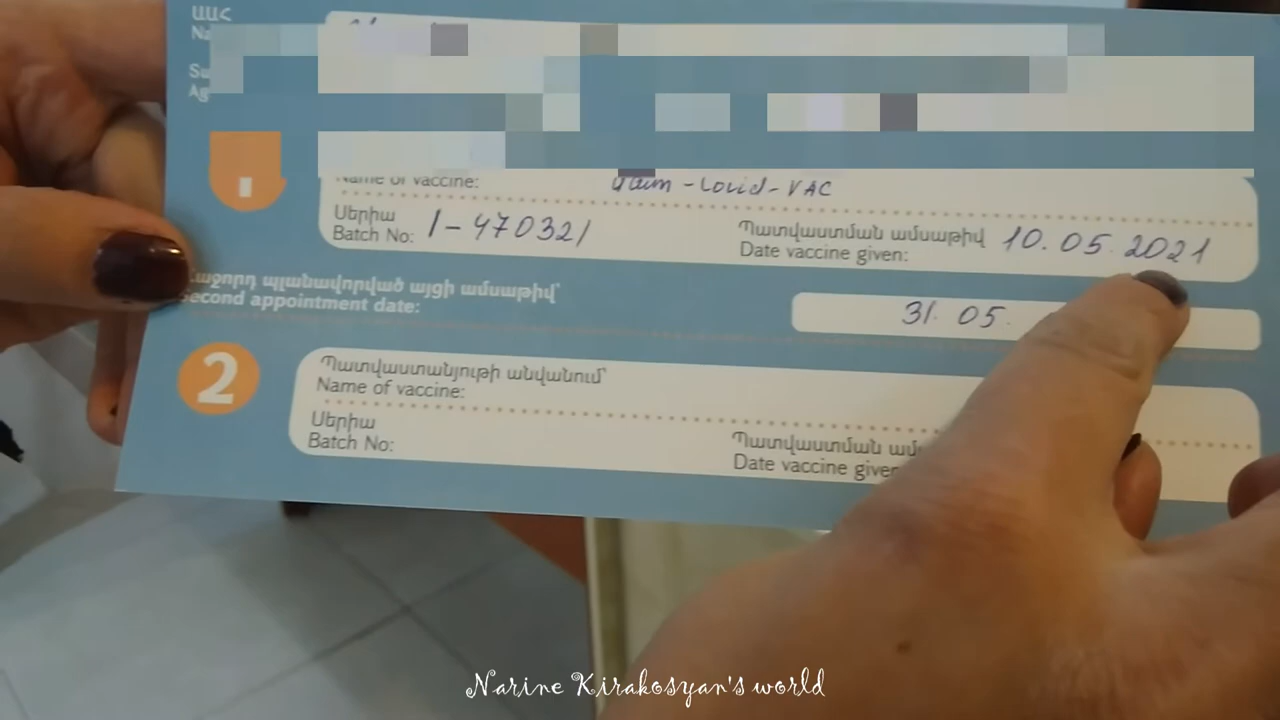 ԱԱՀ
Name of vaccine: Գամ-Covid-VAC
Սերիա
Batch No: 1-470321
Պատվաստման ամսաթիվ
Date vaccine given: 10.05.2021
Հաջորդ պլանավորված այցի ամսաթիվ՝
Second appointment date: 31.05.
2
Պատվաստանյութի անվանում՝
Name of vaccine:
Սերիա
Batch No:
Պատվաստման
Date vaccine given
Narine Kirakosyan's world